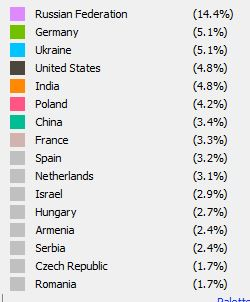 Russian Federation (14.4%)
Germany (5.1%)
Ukraine (5.1%)
United States (4.8%)
India (4.8%)
Poland (4.2%)
China (3.4%)
France (3.3%)
Spain (3.2%)
Netherlands (3.1%)
Israel (2.9%)
Hungary (2.7%)
Armenia (2.4%)
Serbia (2.4%)
Czech Republic (1.7%)
Romania (1.7%)